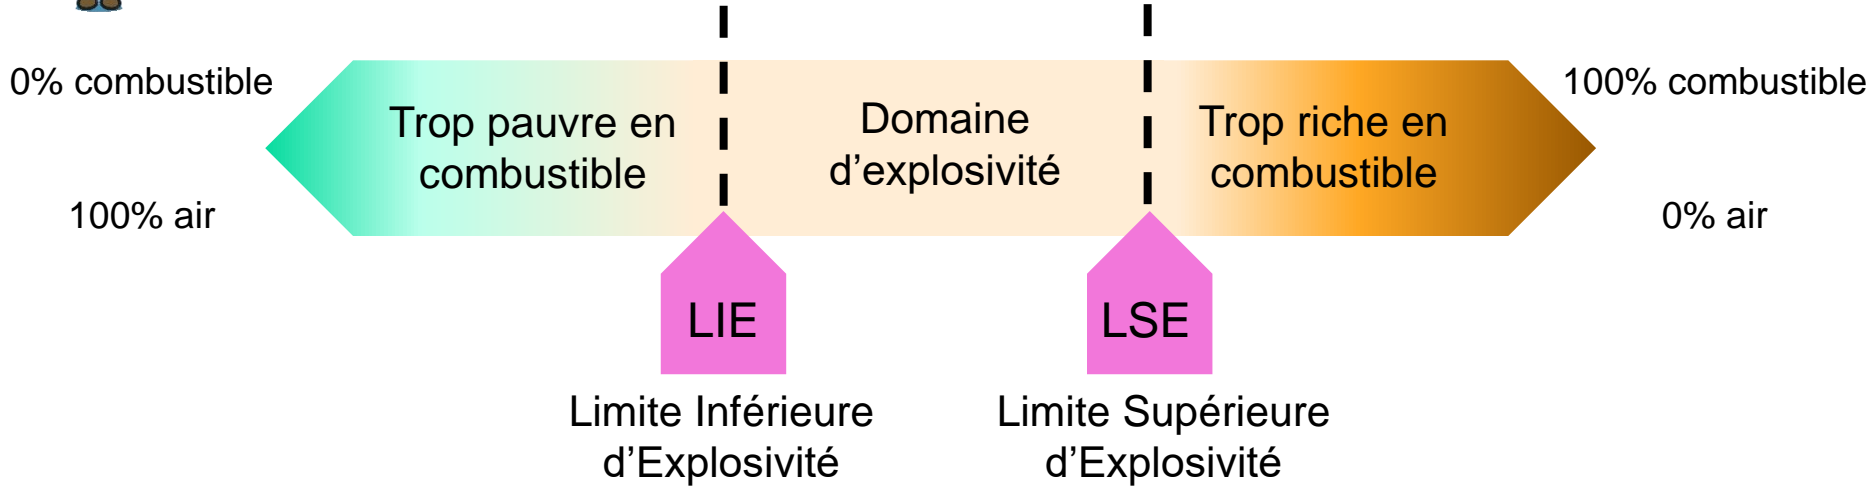 0% combustible
100% air
Trop pauvre en
combustible
Domaine
d’explosivité
Trop riche en
combustible
100% combustible
0% air
LIE
LSE
Limite Inférieure
d’Explosivité
Limite Supérieure
d’Explosivité